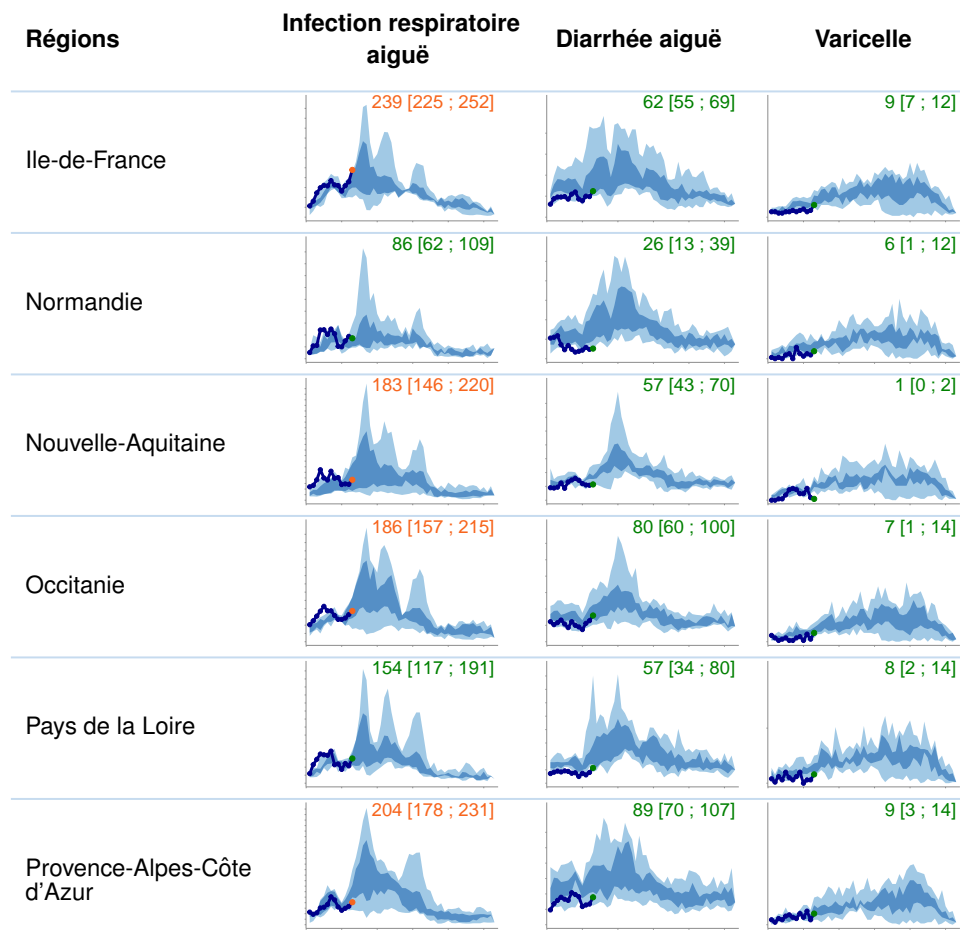 Régions
Infection respiratoire
aiguë
Diarrhée aiguë
Varicelle
Ile-de-France
239 [225 ; 252]
62 [55 ; 69]
9 [7 ; 12]
Normandie
86 [62 ; 109]
26 [13 ; 39]
6 [1 ; 12]
Nouvelle-Aquitaine
183 [146 ; 220]
57 [43 ; 70]
1 [0 ; 2]
Occitanie
186 [157 ; 215]
80 [60 ; 100]
7 [1 ; 14]
Pays de la Loire
154 [117 ; 191]
57 [34 ; 80]
8 [2 ; 14]
Provence-Alpes-Côte
d'Azur
204 [178 ; 231]
89 [70 ; 107]
9 [3 ; 14]